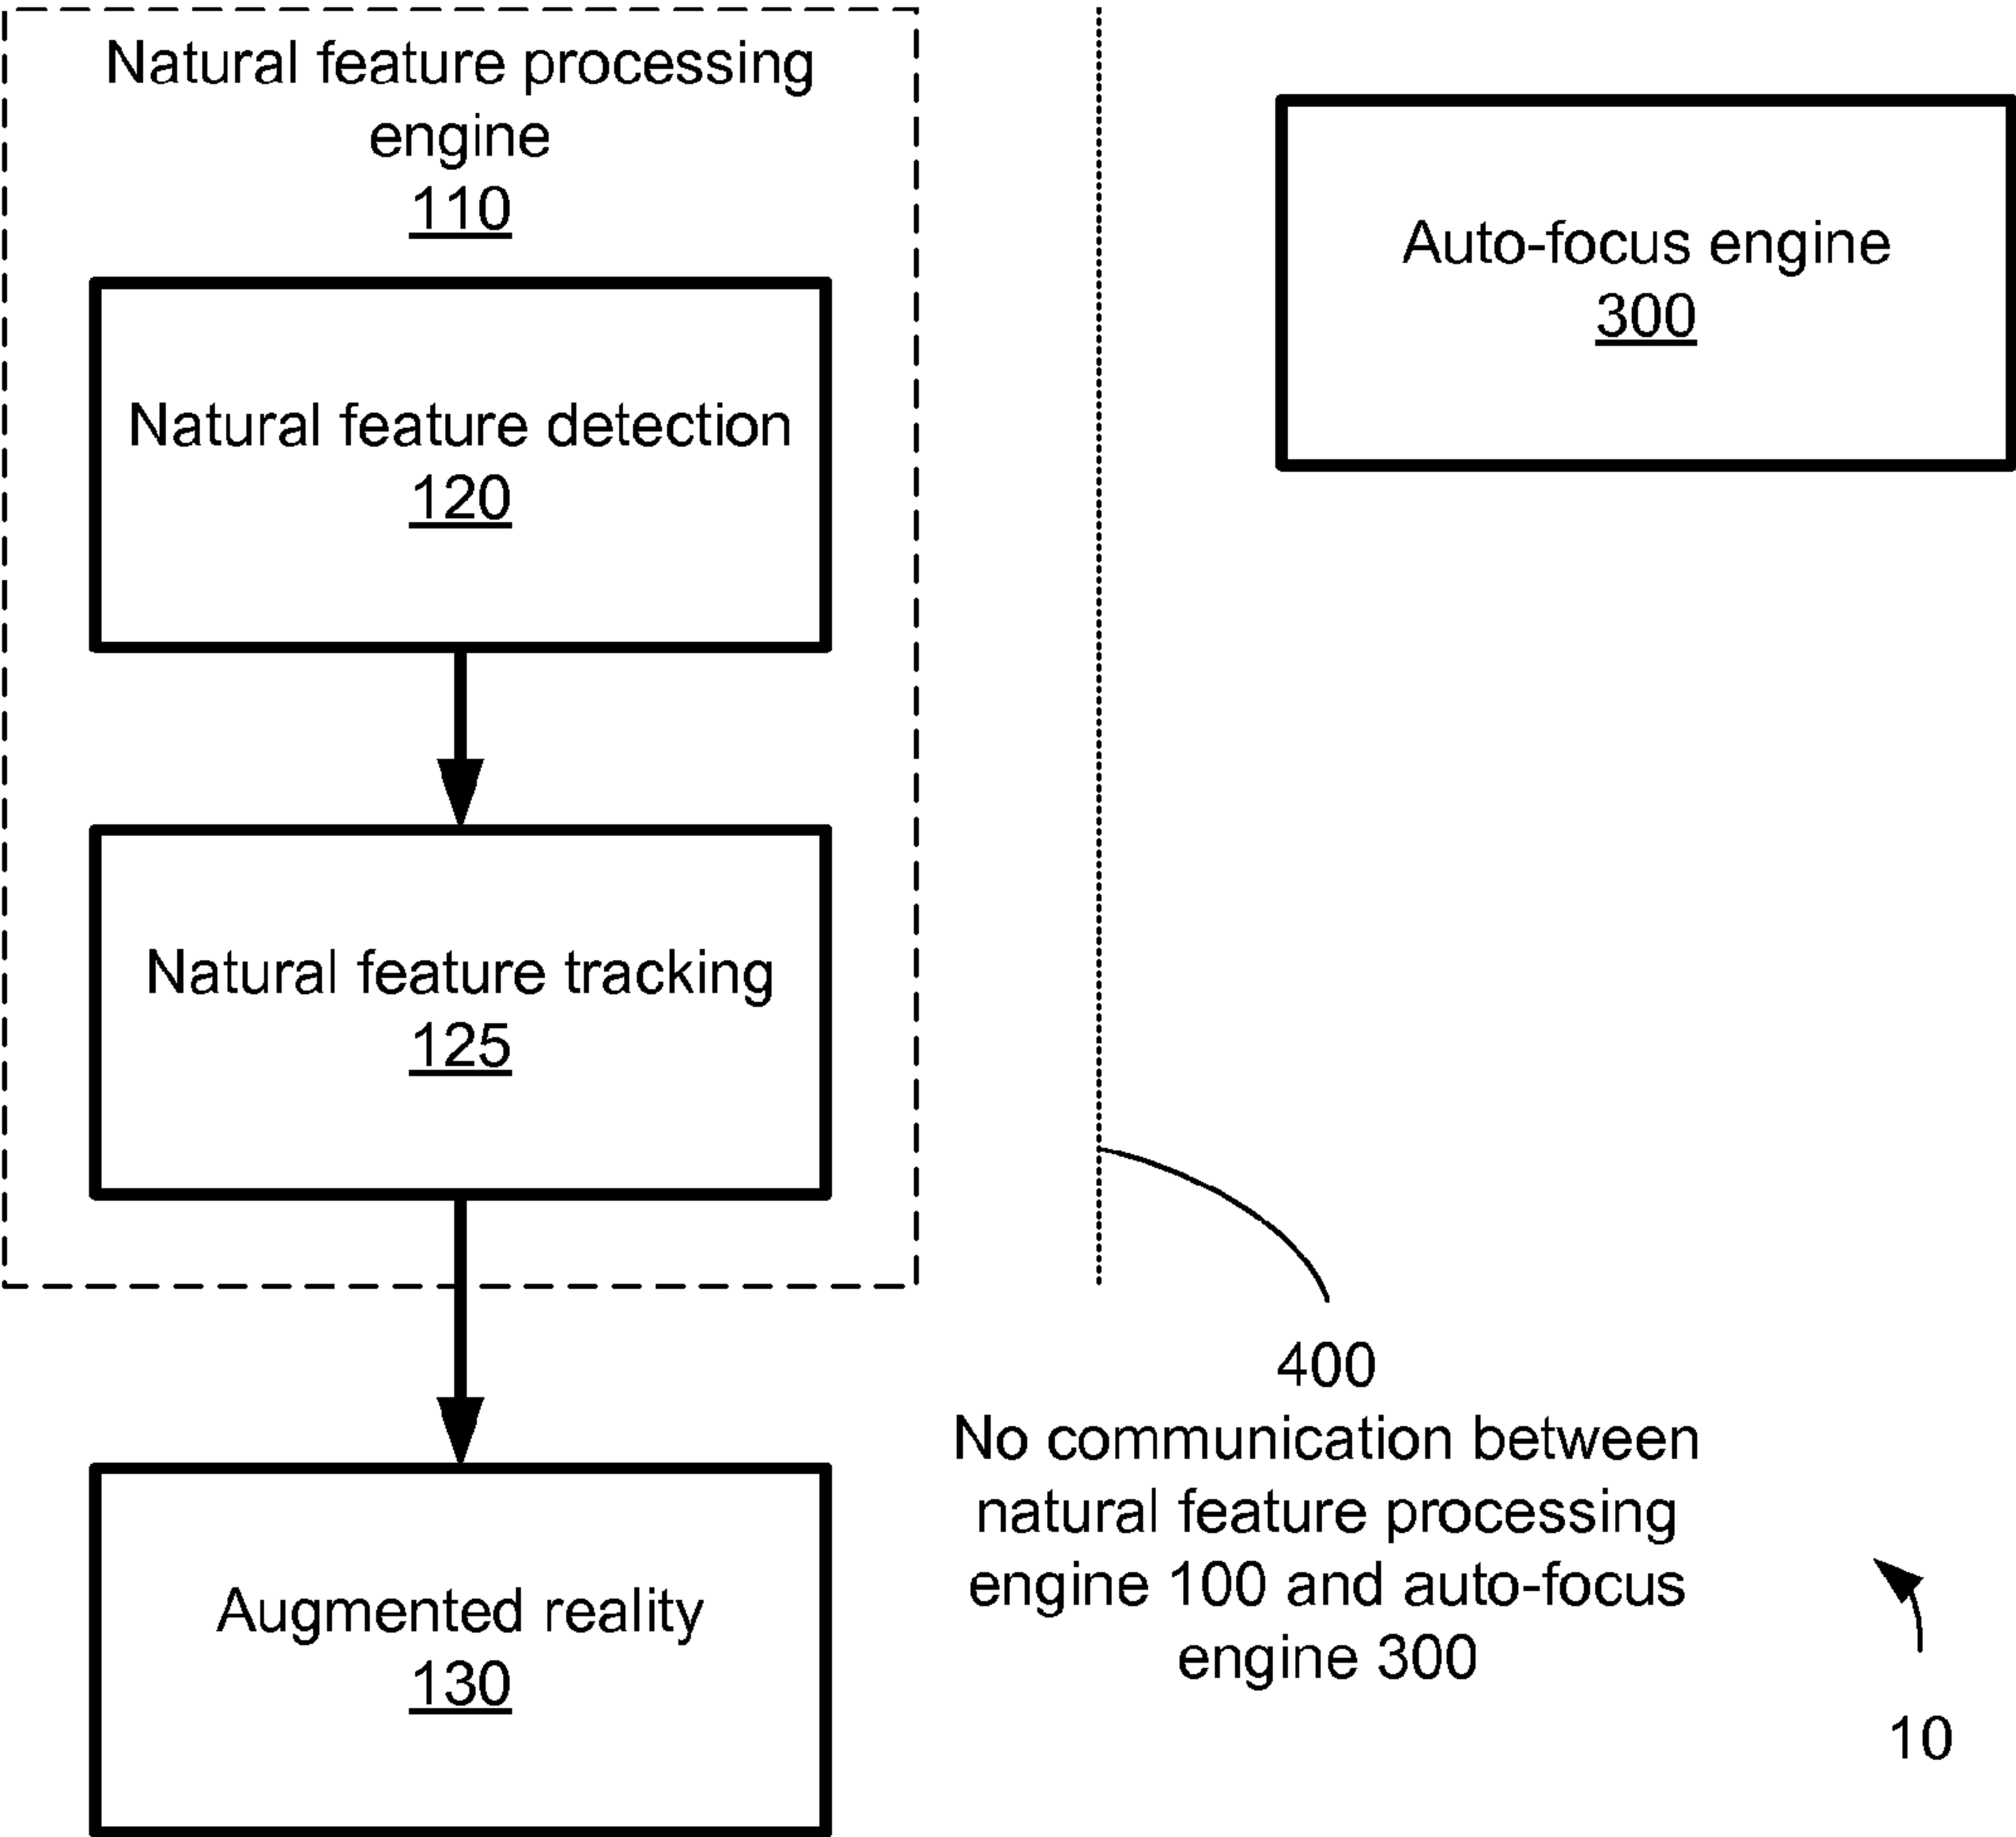 Natural feature processing
engine
110
Natural feature detection
120
Natural feature tracking
125
Augmented reality
130
Auto-focus engine
300
400
No communication between
natural feature processing
engine 100 and auto-focus
engine 300
10